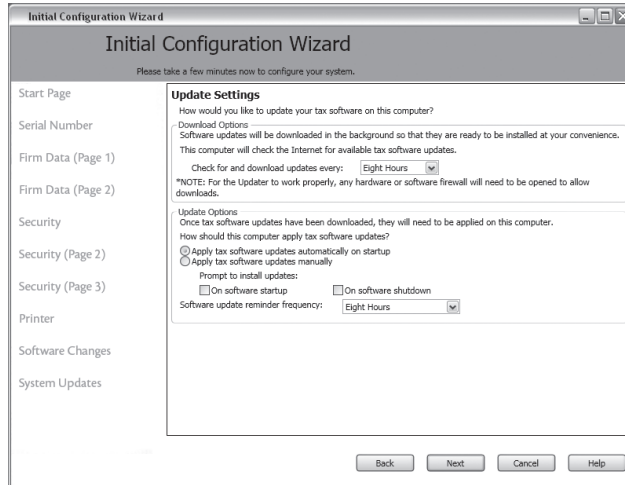 Initial Configuration Wizard
Initial Configuration Wizard
Please take a few minutes now to configure your system.
Start Page
Serial Number
Firm Data (Page 1)
Firm Data (Page 2)
Security
Security (Page 2)
Security (Page 3)
Printer
Software Changes
System Updates
Update Settings
How would you like to update your tax software on this computer?
Download Options
Software updates will be downloaded in the background so that they are ready to be installed at your convenience.
This computer will check the Internet for available tax software updates.
Check for and download updates every: Eight Hours
*NOTE: For the Updater to work properly, any hardware or software firewall will need to be opened to allow
downloads.
Update Options
Once tax software updates have been downloaded, they will need to be applied on this computer.
How should this computer apply tax software updates?
Apply tax software updates automatically on startup
Apply tax software updates manually
Prompt to install updates:
On software startup On software shutdown
Software update reminder frequency: Eight Hours
Back Next Cancel Help